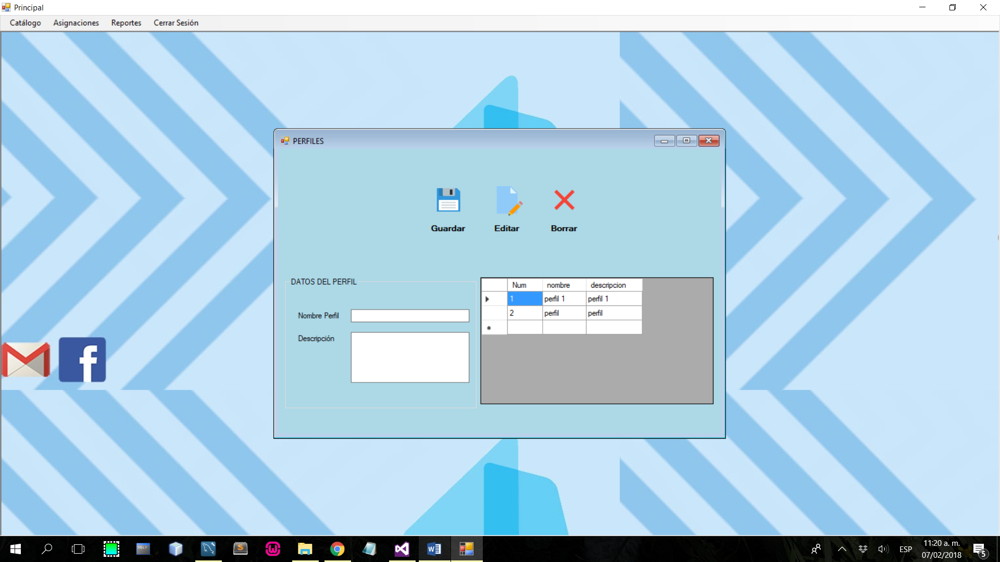 Principal
Catálogo Asignaciones Reportes Cerrar Sesión
PERFILES
Guardar Editar Borrar
DATOS DEL PERFIL
Nombre Perfil
Descripción
Num nombre descripcion
1 perfil 1 perfil 1
2 perfil perfil
f
SQL>
S
W
W
ESP
11:20 a. m.
07/02/2018
5